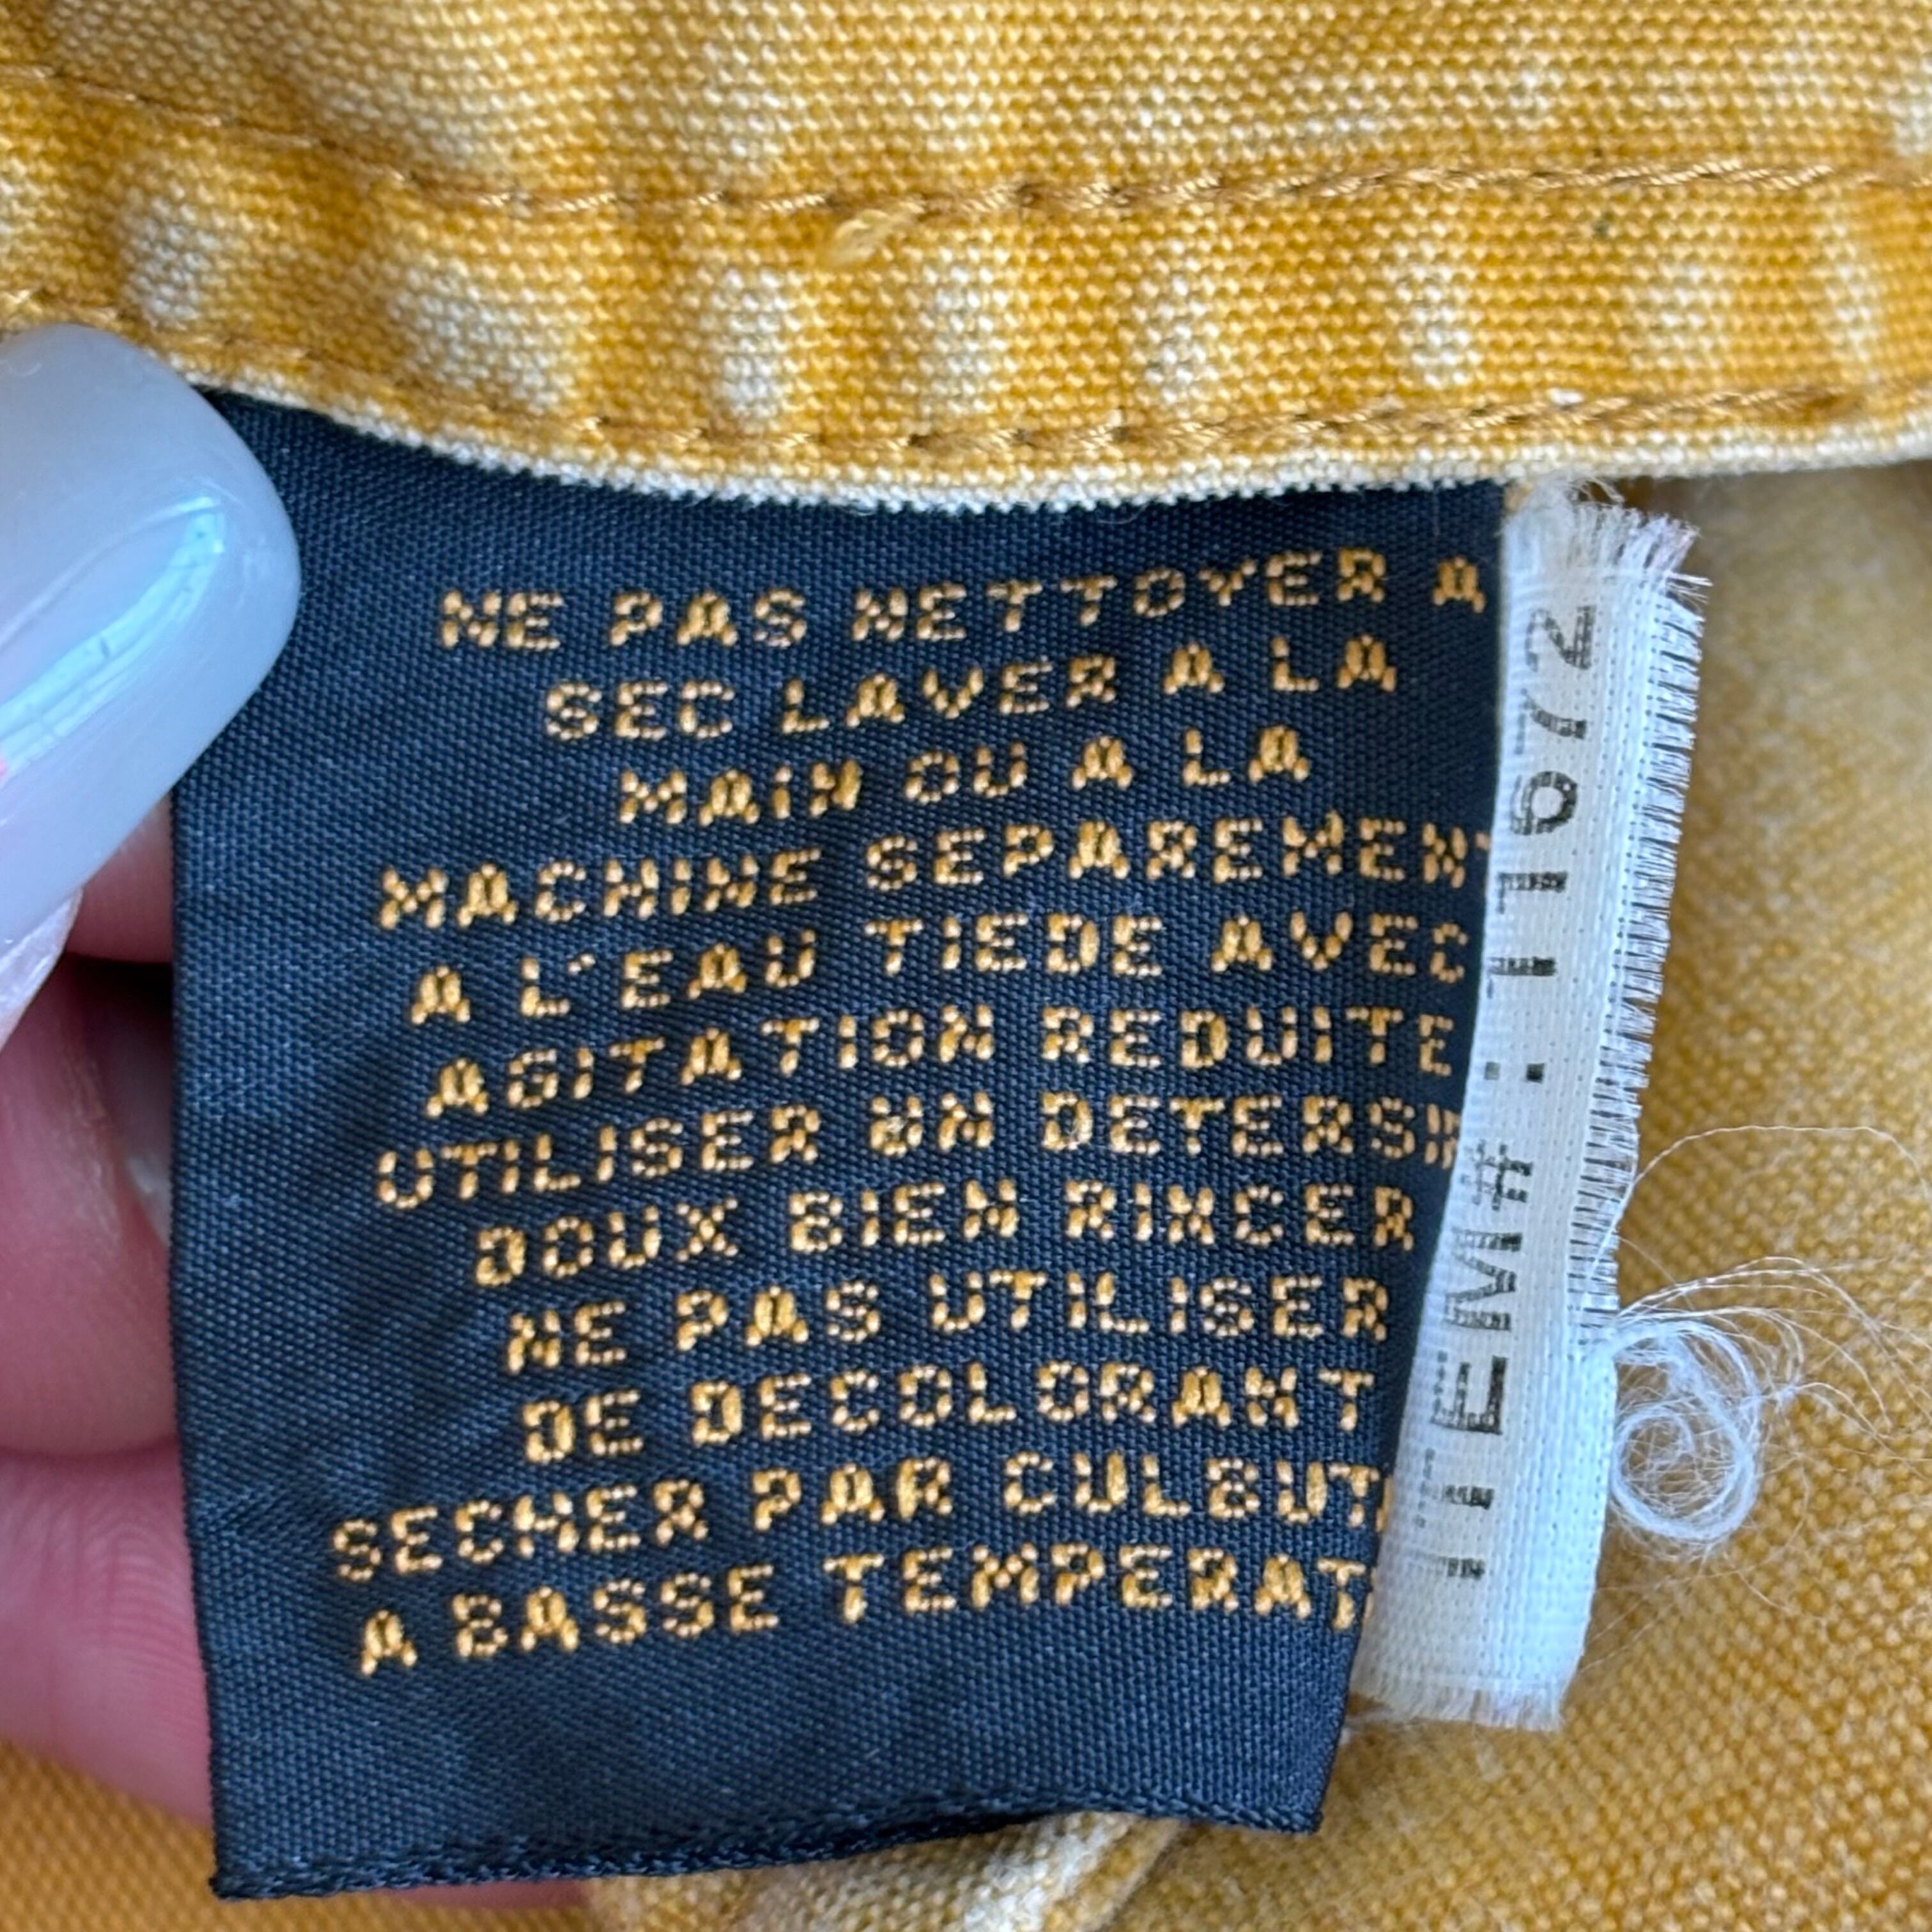 NE PAS NETTOYER A
SEC LAVER A LA
MAIN OU A LA
MACHINE SEPAREMENT
A L'EAU TIEDE AVEC
AGITATION REDUITE
UTILISER UN DETERSIF
DOUX BIEN RINCER
NE PAS UTILISER
DE DECOLORANT
SECHER PAR CULBUT
A BASSE TEMPERAT
ITEM# : 11672